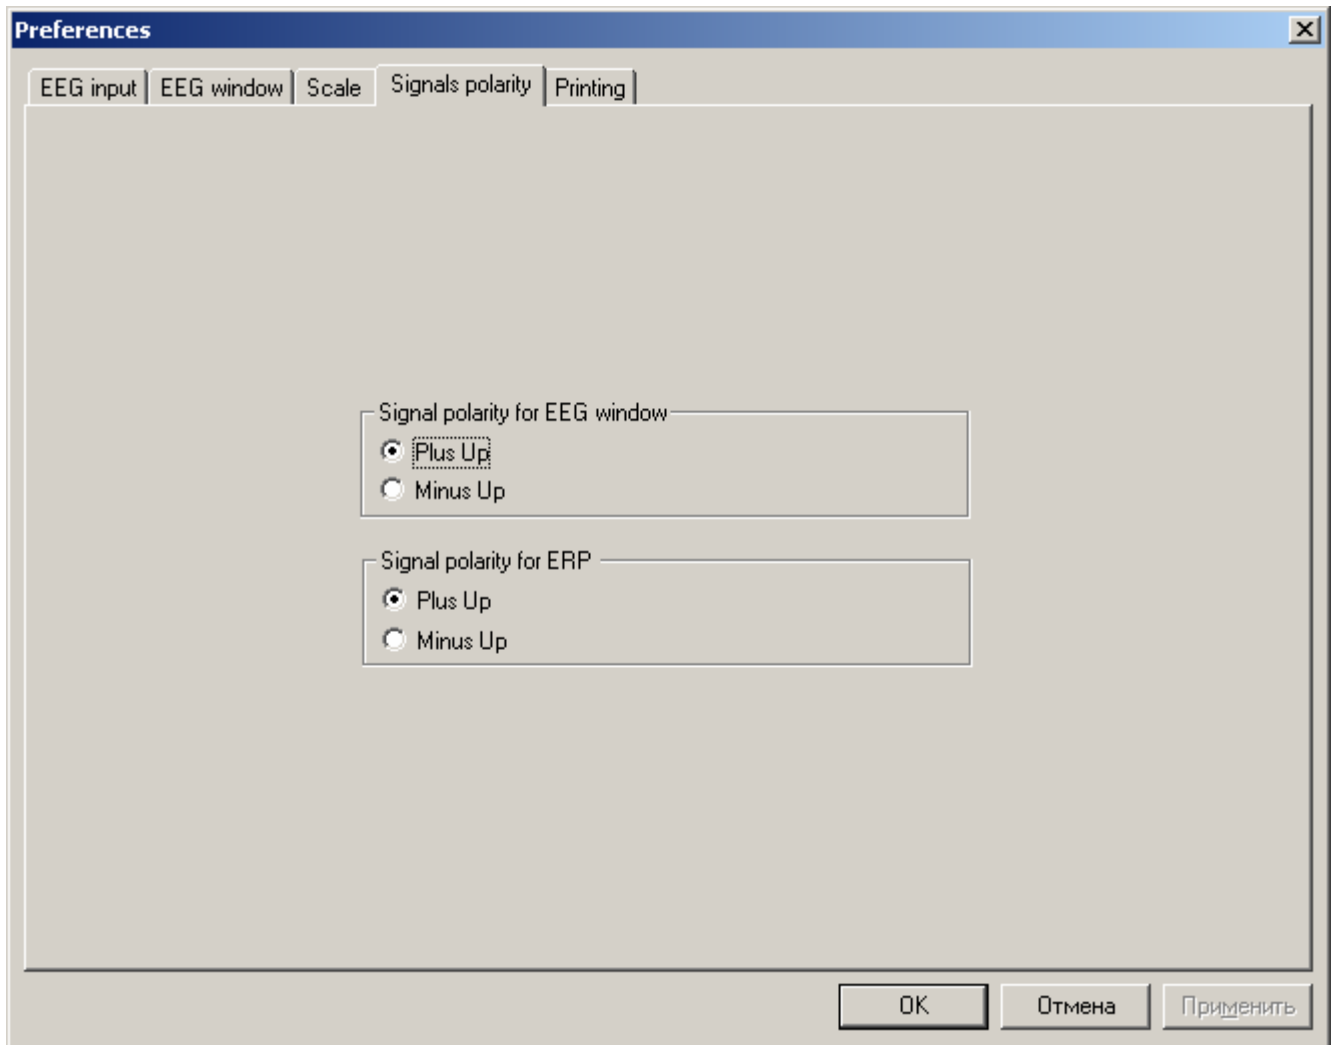 Preferences
EEG input EEG window Scale Signals polarity Printing
Signal polarity for EEG window
Plus Up
Minus Up
Signal polarity for ERP
Plus Up
Minus Up
OK Отмена Применить